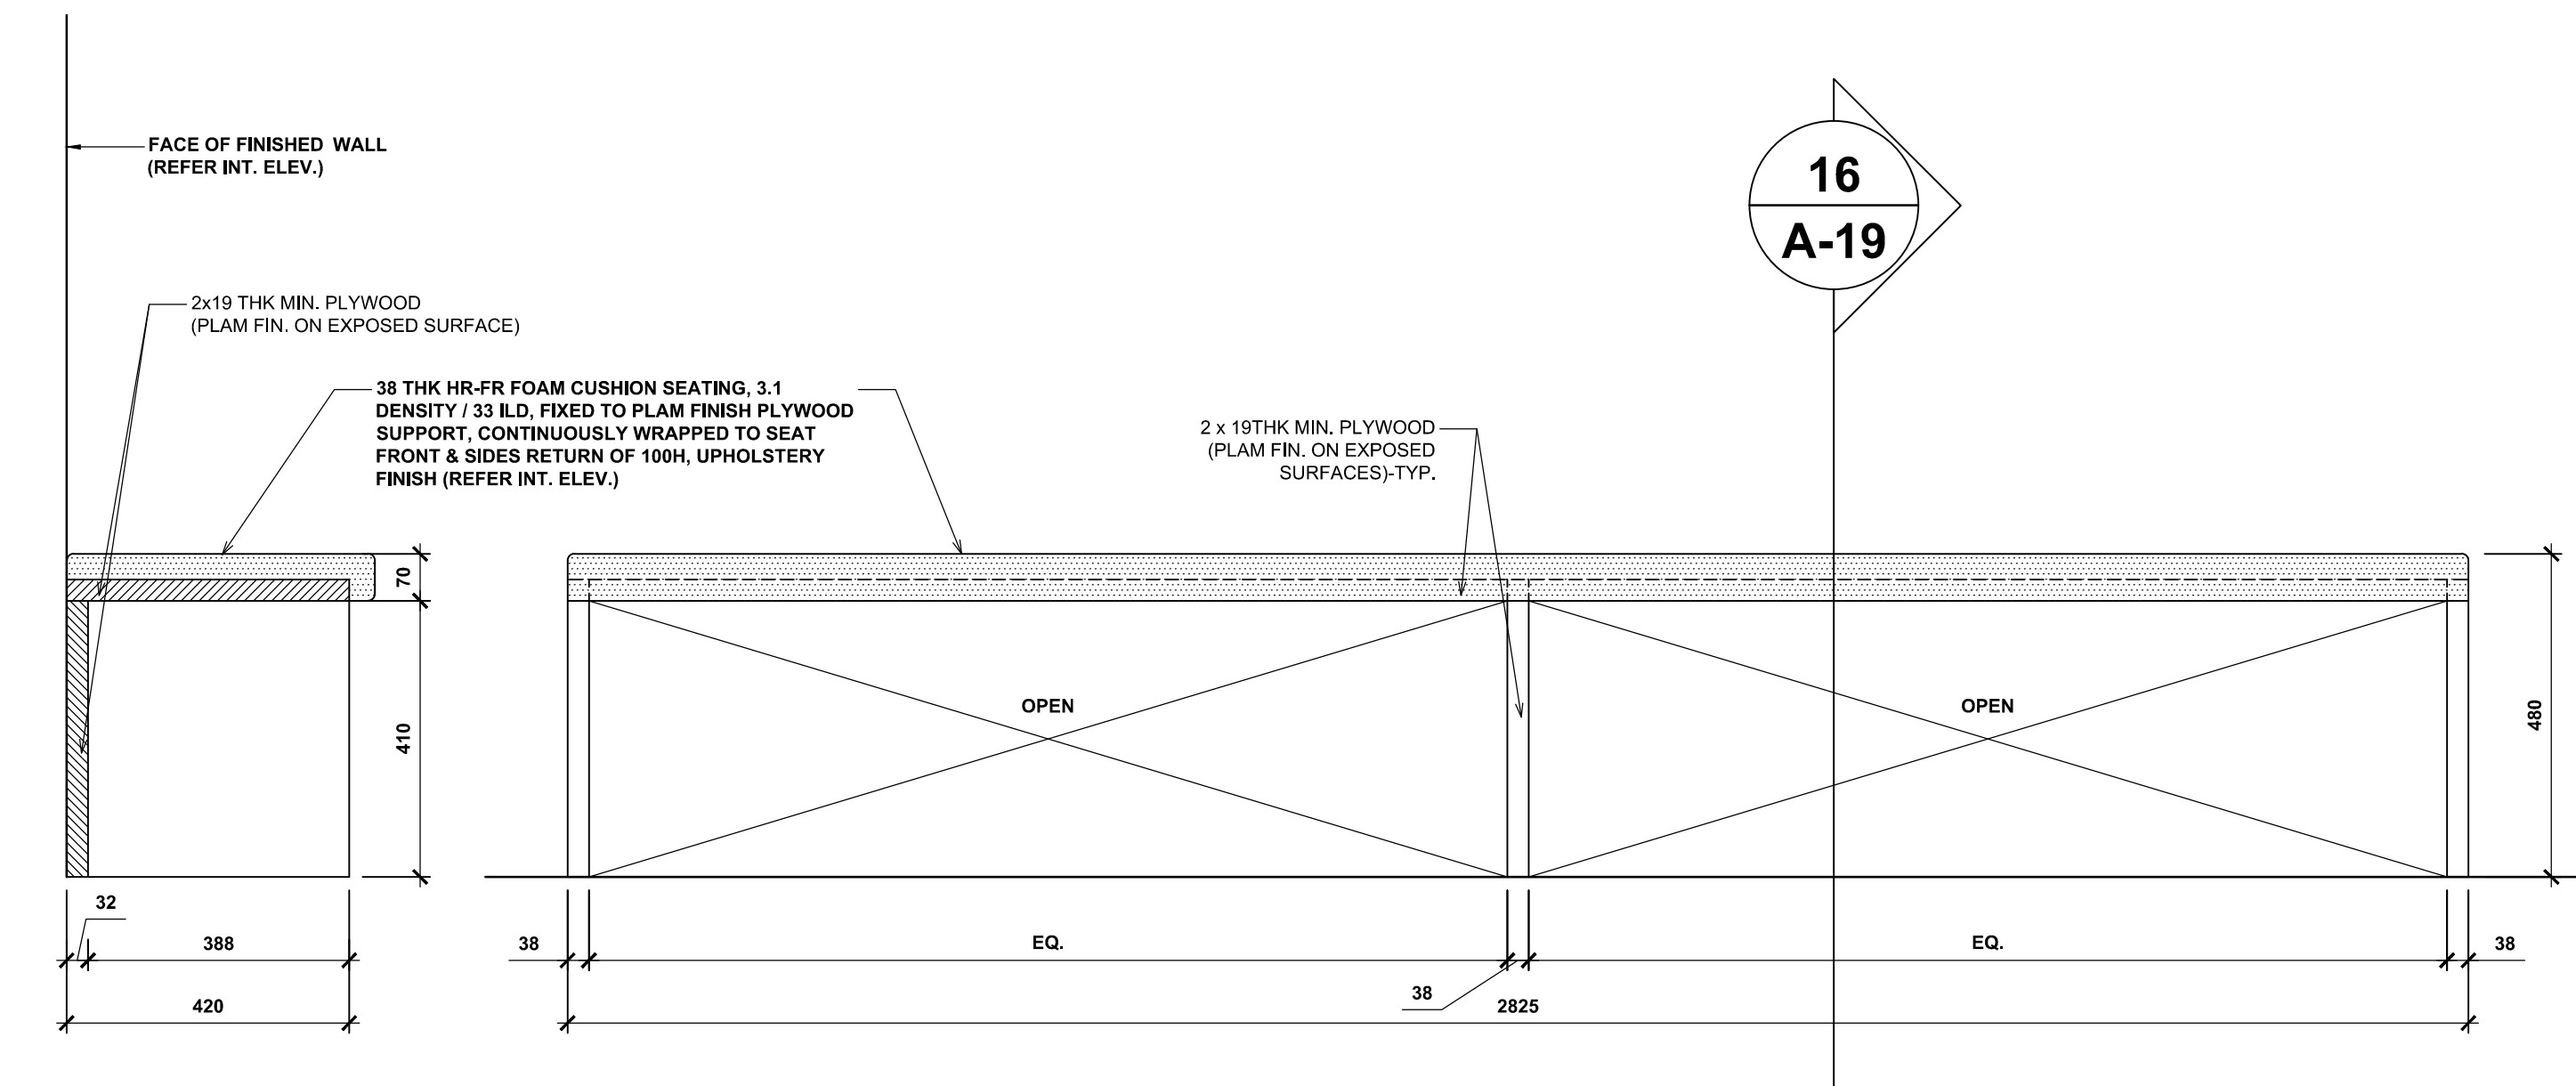 FACE OF FINISHED WALL
(REFER INT. ELEV.)
16
A-19
2x19 THK MIN. PLYWOOD
(PLAM FIN. ON EXPOSED SURFACE)
38 THK HR-FR FOAM CUSHION SEATING, 3.1
DENSITY / 33 ILD, FIXED TO PLAM FINISH PLYWOOD
SUPPORT, CONTINUOUSLY WRAPPED TO SEAT
FRONT & SIDES RETURN OF 100H, UPHOLSTERY
FINISH (REFER INT. ELEV.)
2 x 19THK MIN. PLYWOOD
(PLAM FIN. ON EXPOSED
SURFACES)-TYP.
70
410
OPEN
OPEN
480
32
388
420
38
EQ.
38
EQ.
38
2825